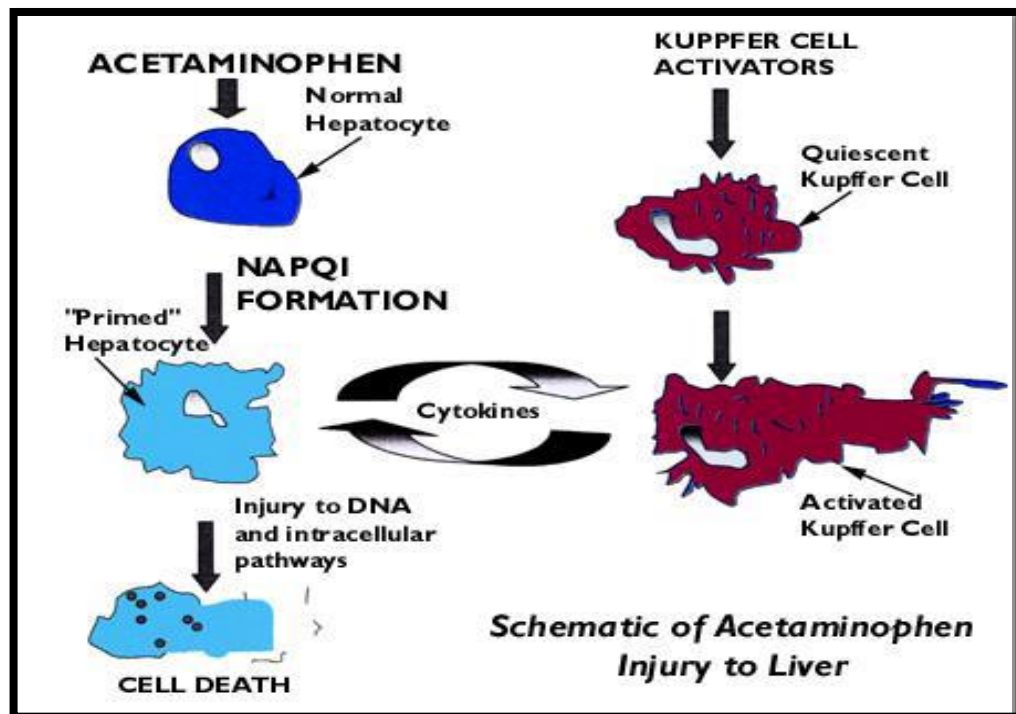 ACETAMINOPHEN
Normal
Hepatocyte
NAPQI
FORMATION
"Primed"
Hepatocyte
Injury to DNA
and intracellular
pathways
CELL DEATH
Cytokines
KUPPFER CELL
ACTIVATORS
Quiescent
Kupffer Cell
Activated
Kupffer Cell
Schematic of Acetaminophen
Injury to Liver